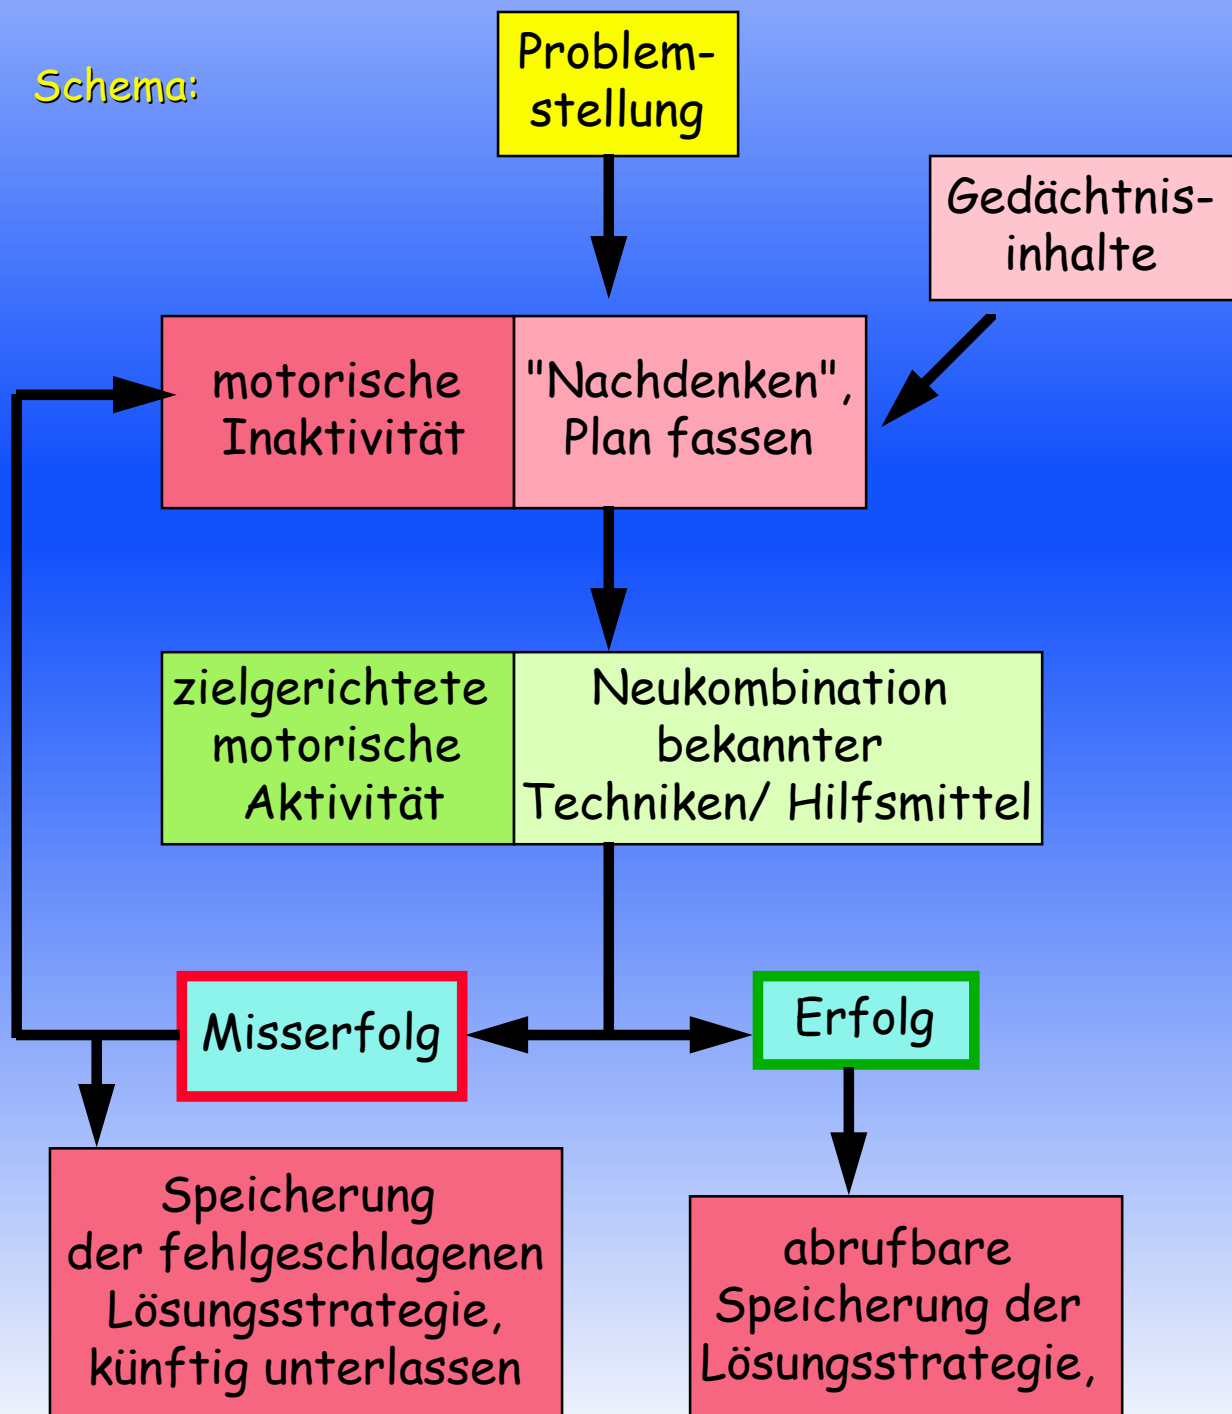 Schema:
Problem-
stellung
Gedächtnis-
inhalte
motorische
Inaktivität
"Nachdenken",
Plan fassen
zielgerichtete
motorische
Aktivität
Neukombination
bekannter
Techniken/ Hilfsmittel
Misserfolg
Erfolg
Speicherung
der fehlgeschlagenen
Lösungsstrategie,
künftig unterlassen
abrufbare
Speicherung der
Lösungsstrategie,